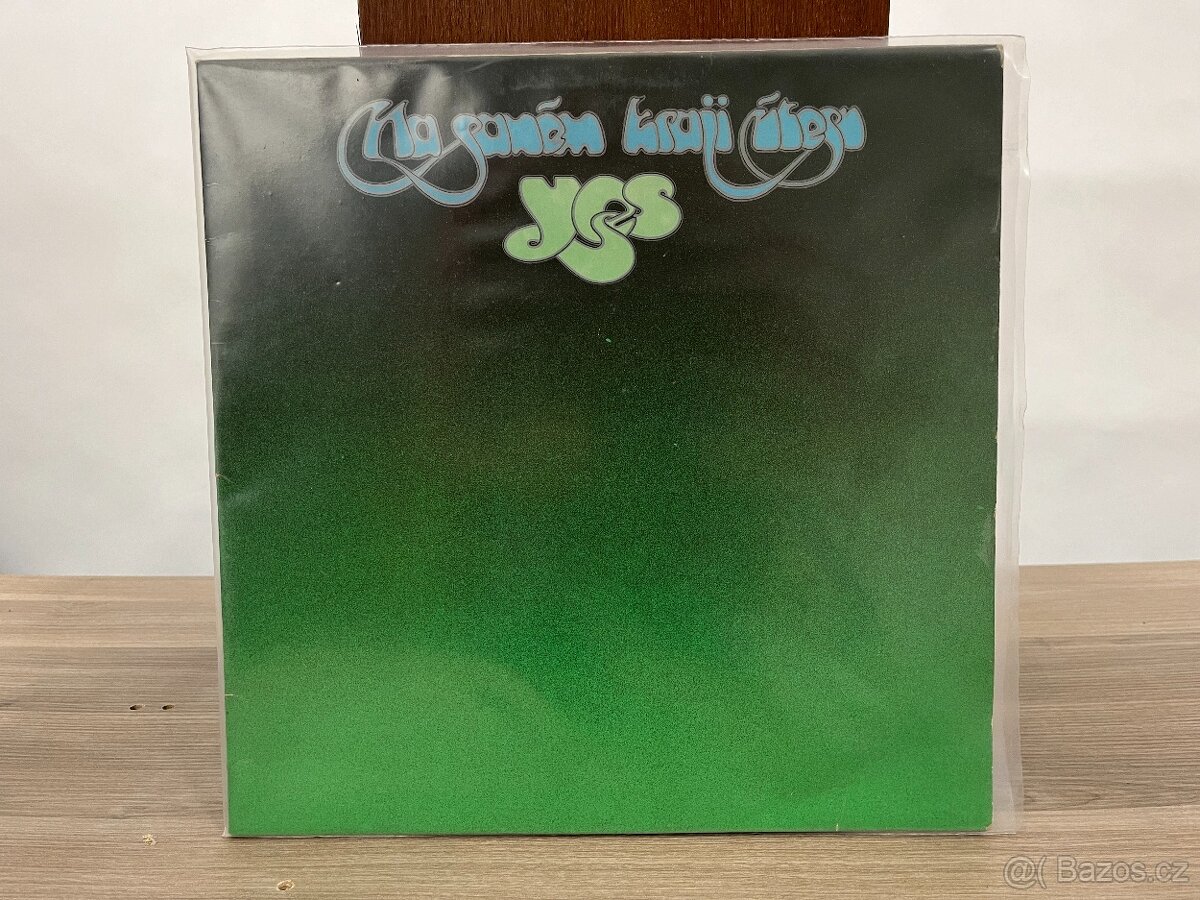 Na samém kraji útesu
yes
@( Bazos.cz